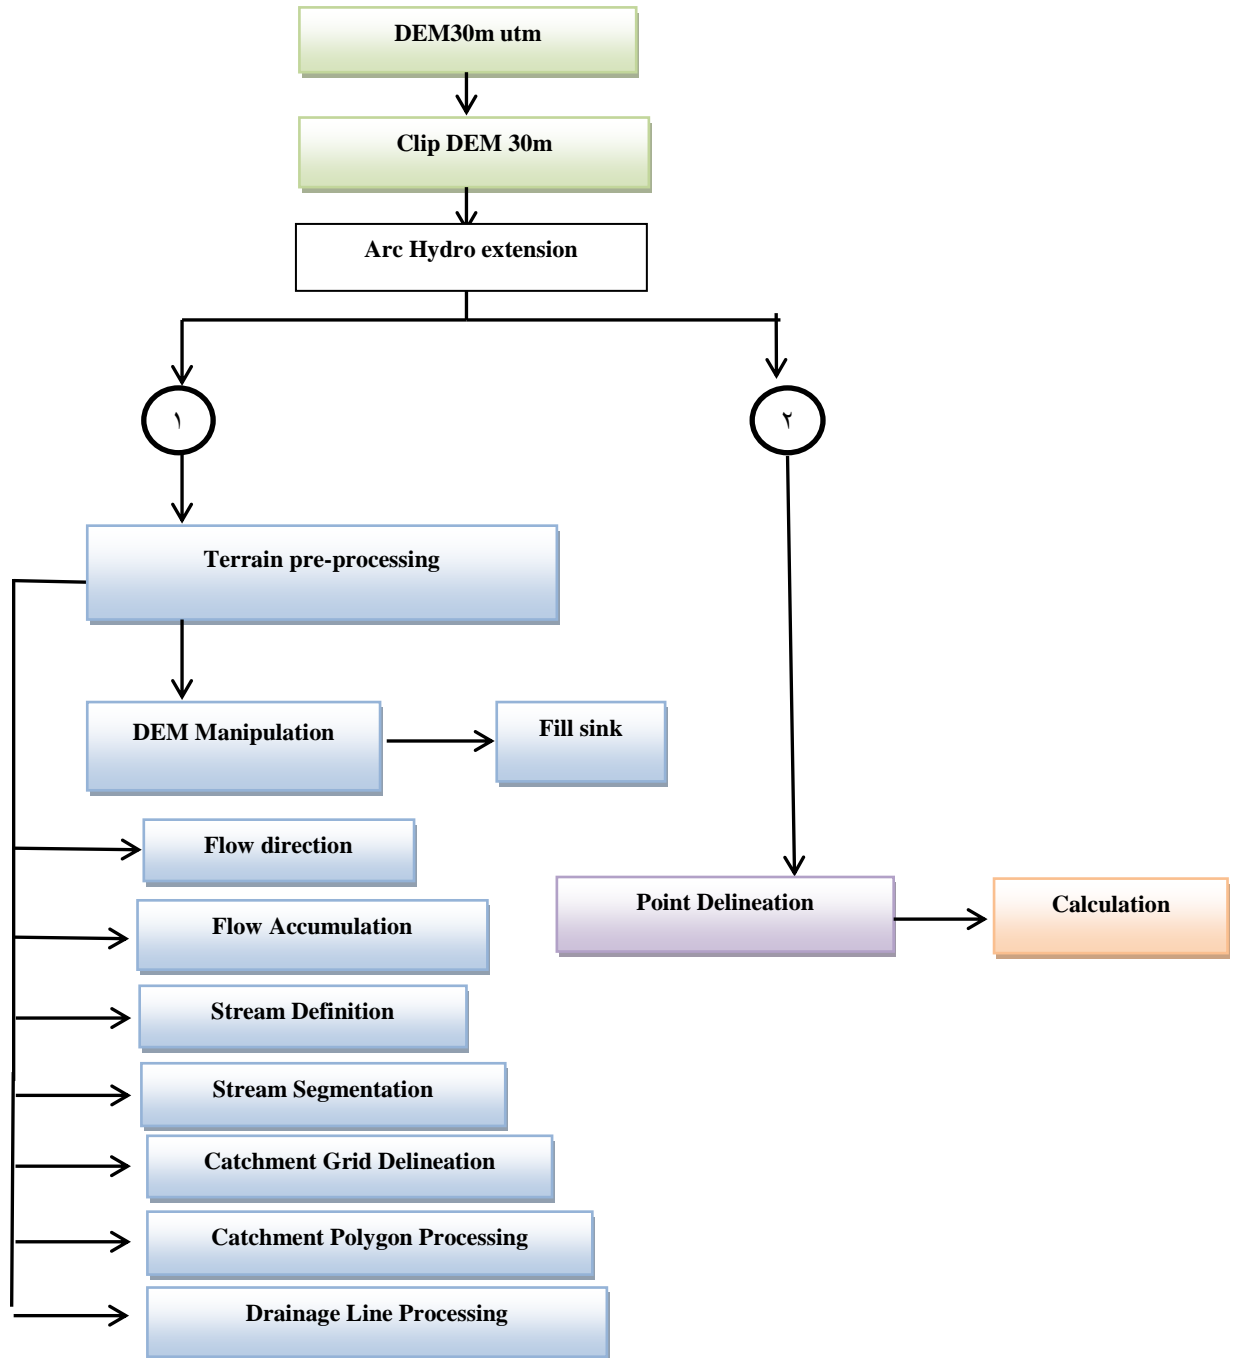 DEM30m utm
Clip DEM 30m
Arc Hydro extension
١
٢
Terrain pre-processing
DEM Manipulation
Fill sink
Flow direction
Flow Accumulation
Point Delineation
Calculation
Stream Definition
Stream Segmentation
Catchment Grid Delineation
Catchment Polygon Processing
Drainage Line Processing